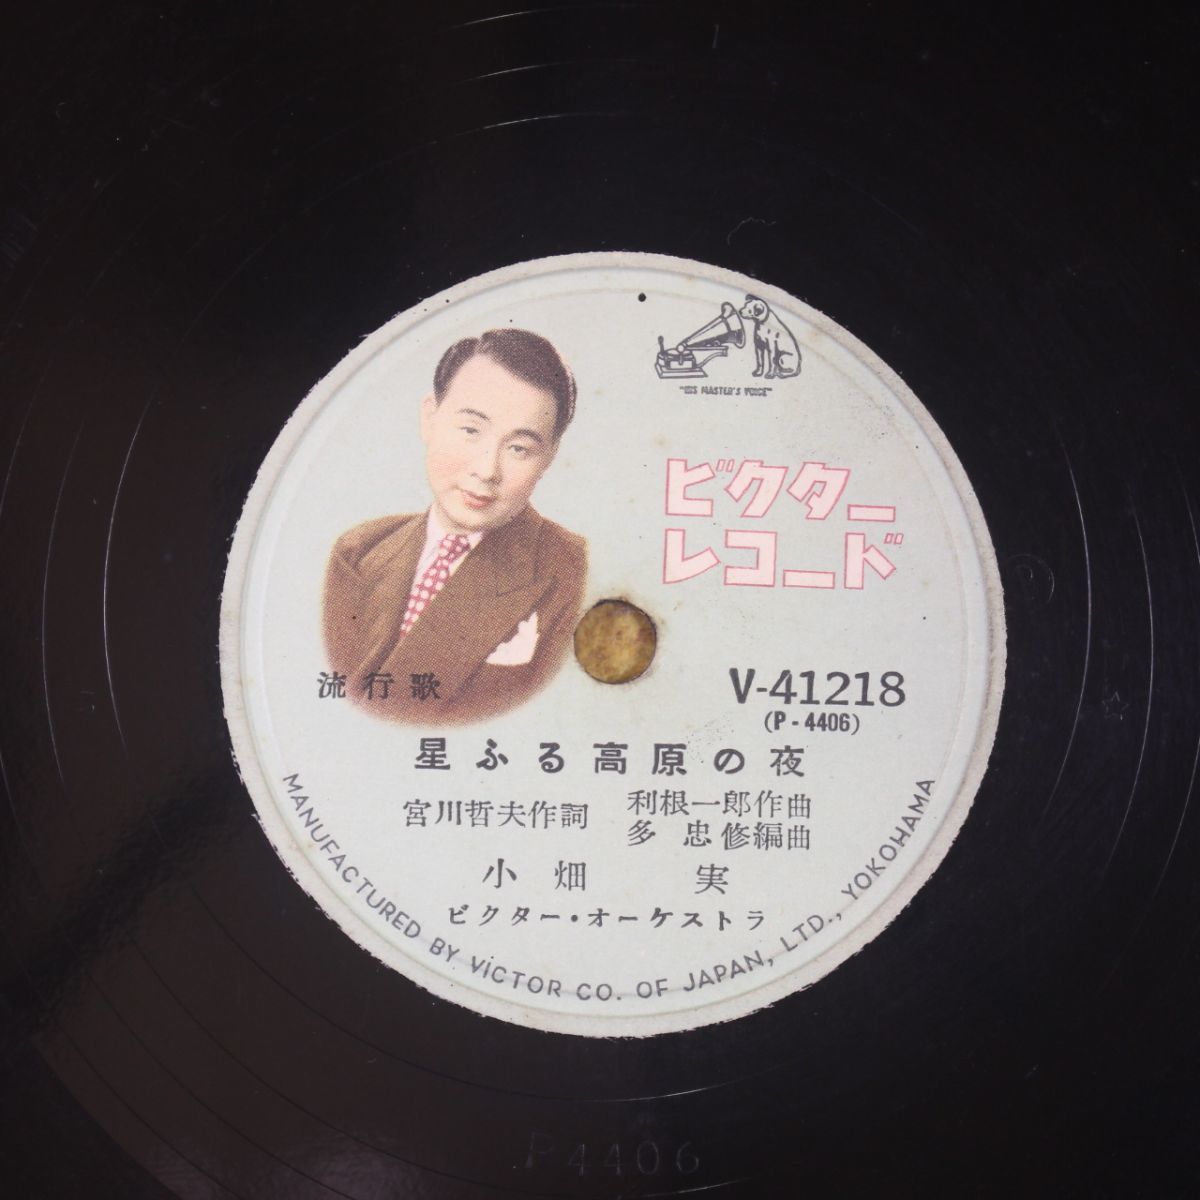 "HIS MASTER'S VOICE"
ビクター
レコード
流行歌
V-41218
(P-4406)
星ふる高原の夜
宮川哲夫作詞
利根一郎作曲
多 忠修編曲
小畑 実
ビクター・オーケストラ
MANUFACTURED BY VICTOR CO. OF JAPAN, LTD., YOKOHAMA
P4406